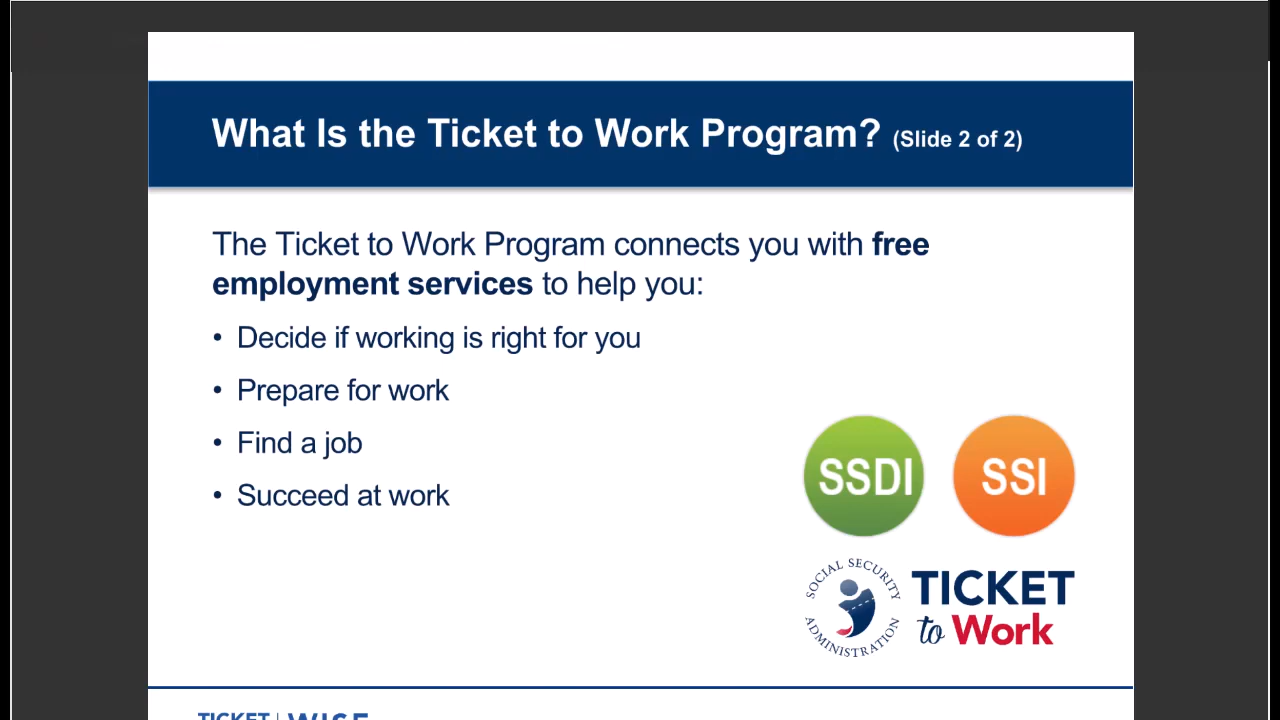 What Is the Ticket to Work Program? (Slide 2 of 2)
The Ticket to Work Program connects you with free
employment services to help you:
• Decide if working is right for you
• Prepare for work
• Find a job
• Succeed at work
SSDI SSI
SOCIAL SECURITY
ADMINISTRATION
TICKET
to Work
TICKET | WISE